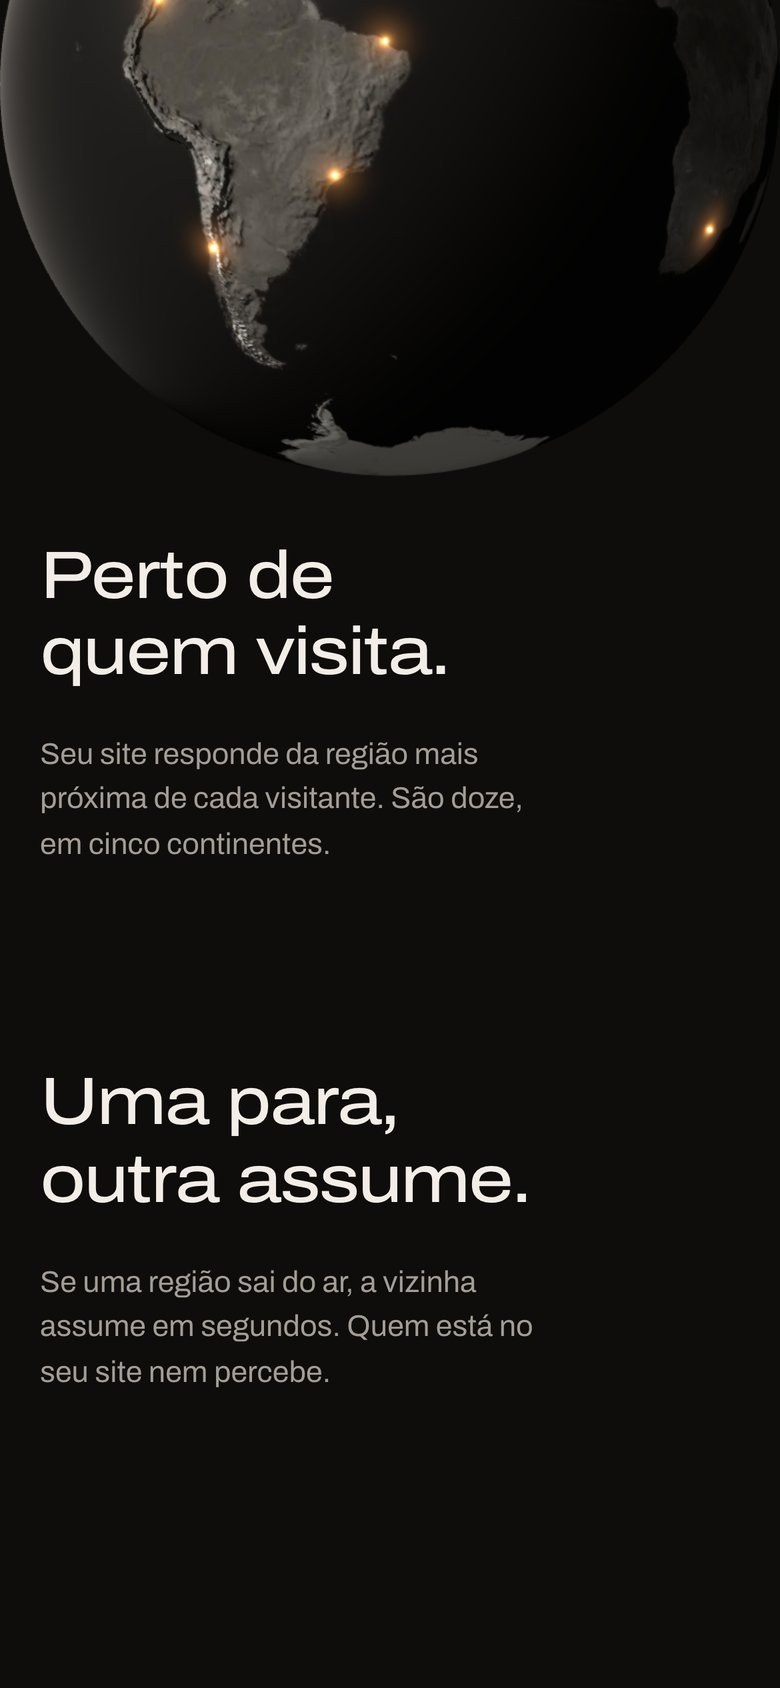 Perto de
quem visita.
Seu site responde da região mais
próxima de cada visitante. São doze,
em cinco continentes.
Uma para,
outra assume.
Se uma região sai do ar, a vizinha
assume em segundos. Quem está no
seu site nem percebe.